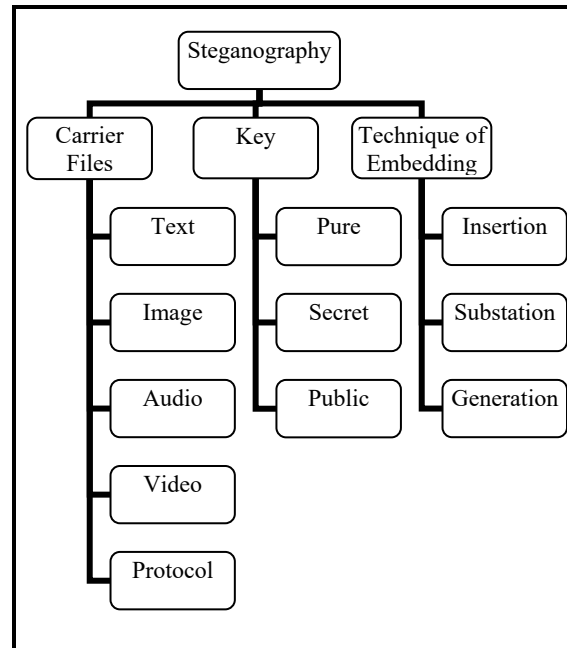 Steganography
Carrier
Files
Key
Technique of
Embedding
Text
Pure
Insertion
Image
Secret
Substation
Audio
Public
Generation
Video
Protocol